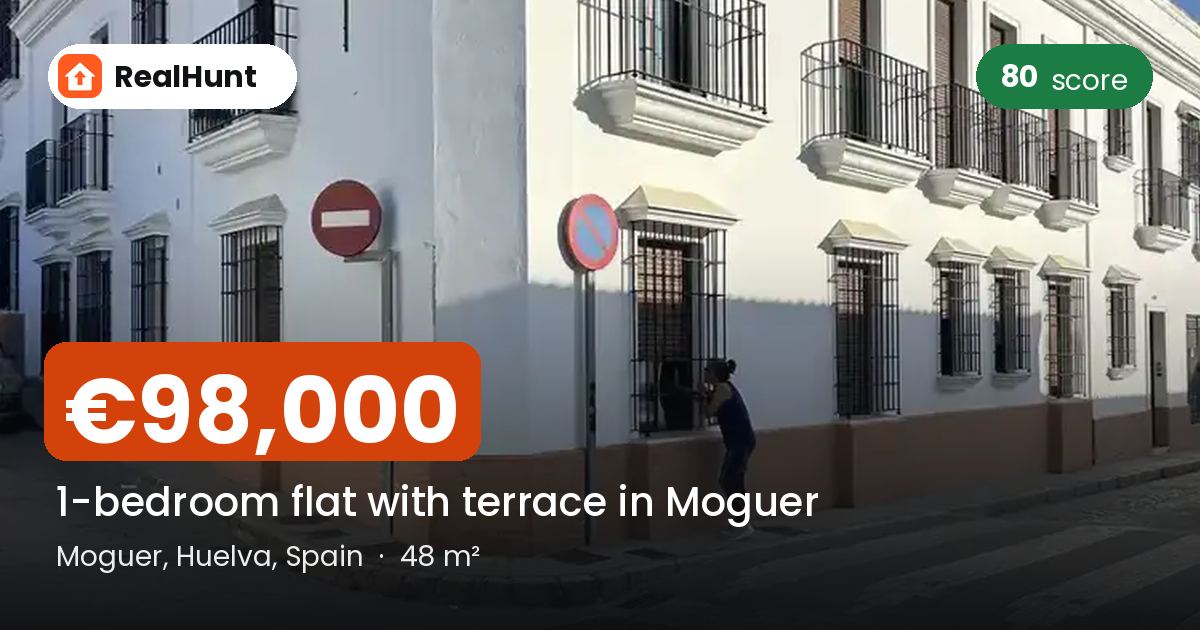 RealHunt
80 score
€98,000
1-bedroom flat with terrace in Moguer
Moguer, Huelva, Spain · 48 m²